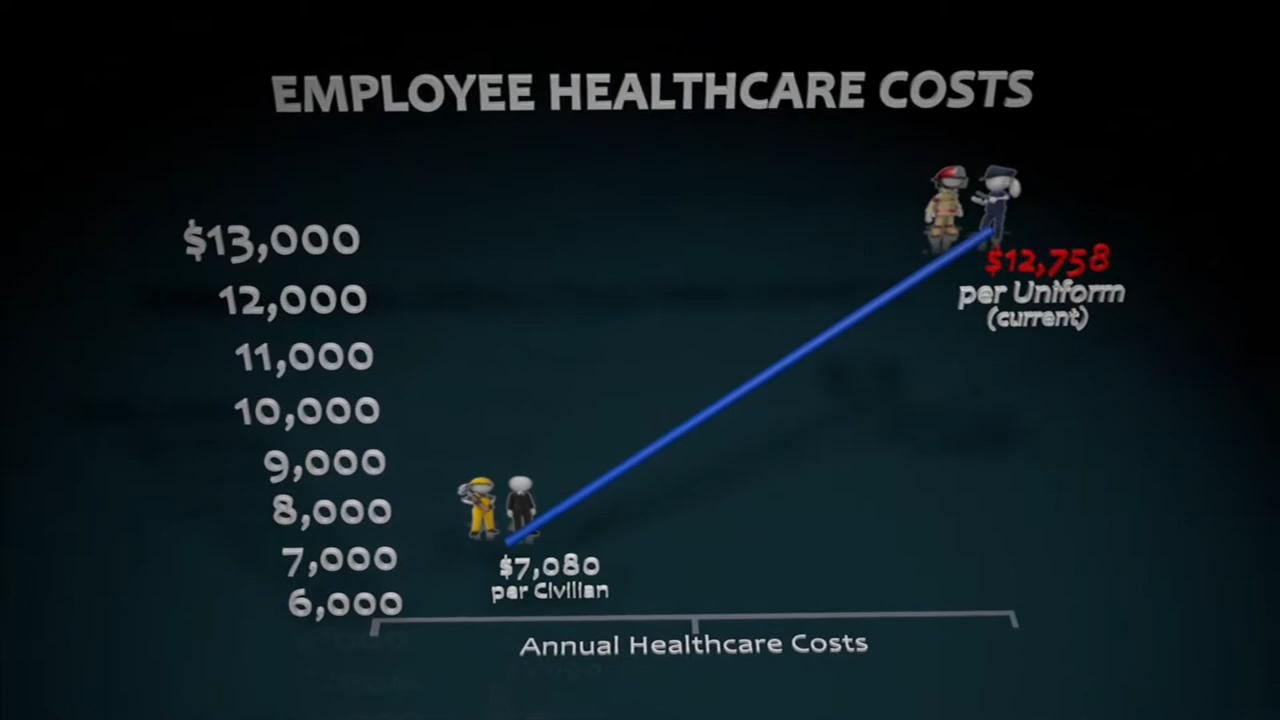 EMPLOYEE HEALTHCARE COSTS
$13,000
12,000
11,000
10,000
9,000
8,000
7,000
6,000
$12,758
per Uniform
(current)
$7,080
per Civilian
Annual Healthcare Costs